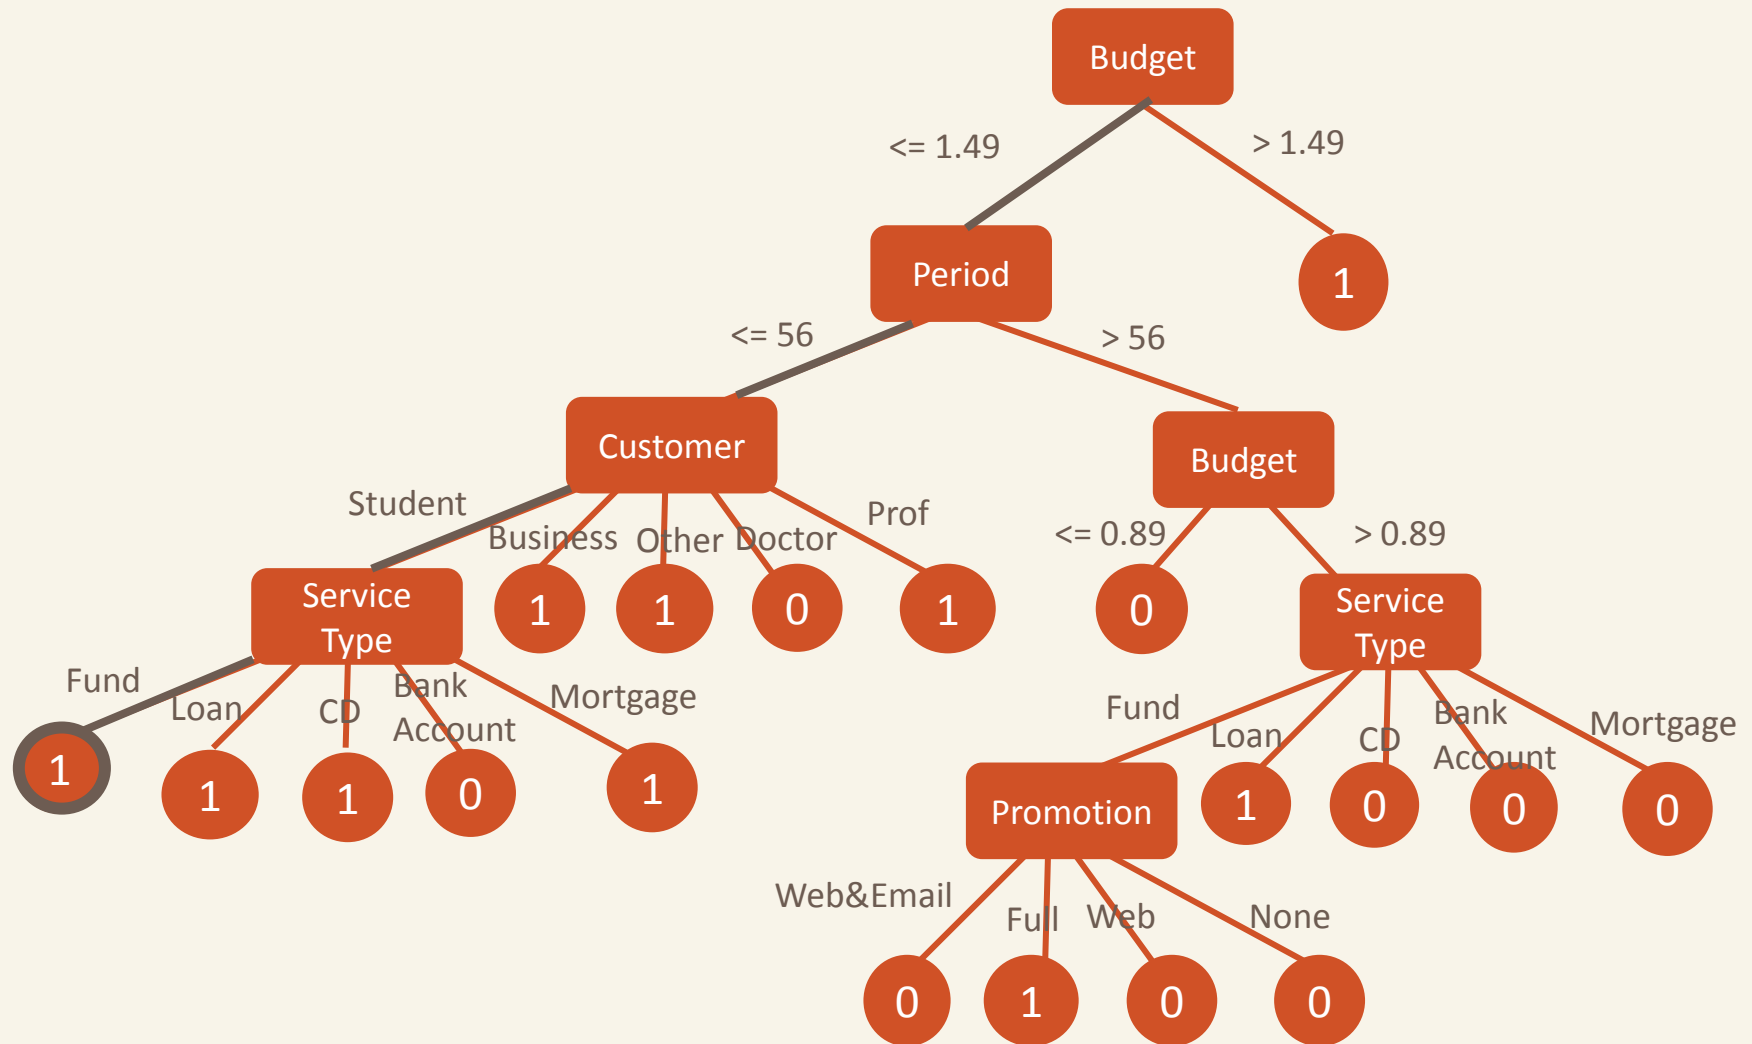 Budget
<= 1.49
> 1.49
Period
1
<= 56
> 56
Customer
Budget
Student
Business
Other
Doctor
Prof
<= 0.89
> 0.89
Service
Type
1
1
0
1
0
Service
Type
Fund
Loan
CD
Bank
Account
Mortgage
Fund
Loan
CD
Bank
Account
Mortgage
1
1
1
0
1
Promotion
1
0
0
0
Web&Email
Full
Web
None
0
1
0
0